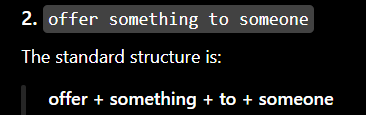 2. offer something to someone
The standard structure is:
offer + something + to + someone